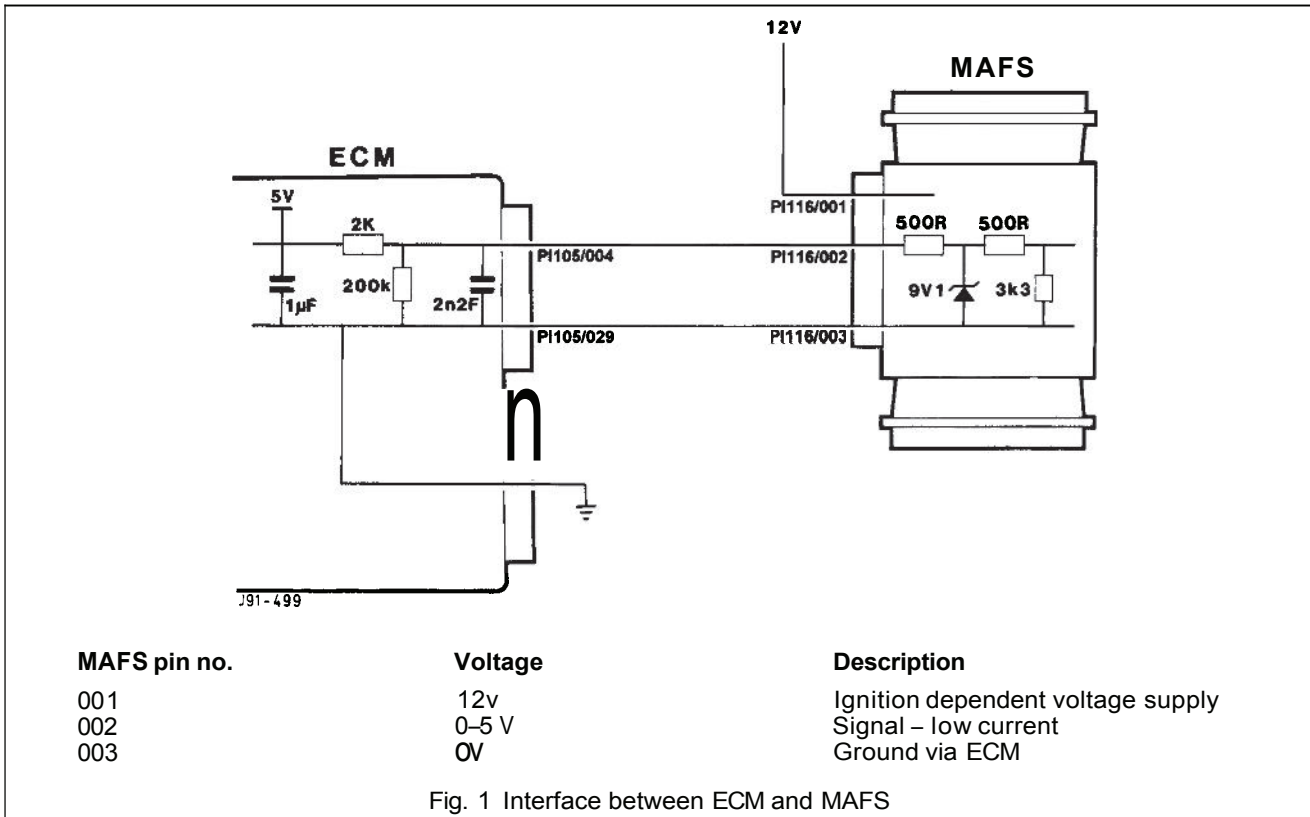 12V
MAFS
ECM
5V
2K
200k
1µF
2n2F
PI105/004
PI105/029
PI116/001
PI116/002
PI116/003
500R 500R
9V1
3k3
n
J91-499
MAFS pin no. Voltage Description
001 12v Ignition dependent voltage supply
002 0–5 V Signal – low current
003 0V Ground via ECM
Fig. 1 Interface between ECM and MAFS